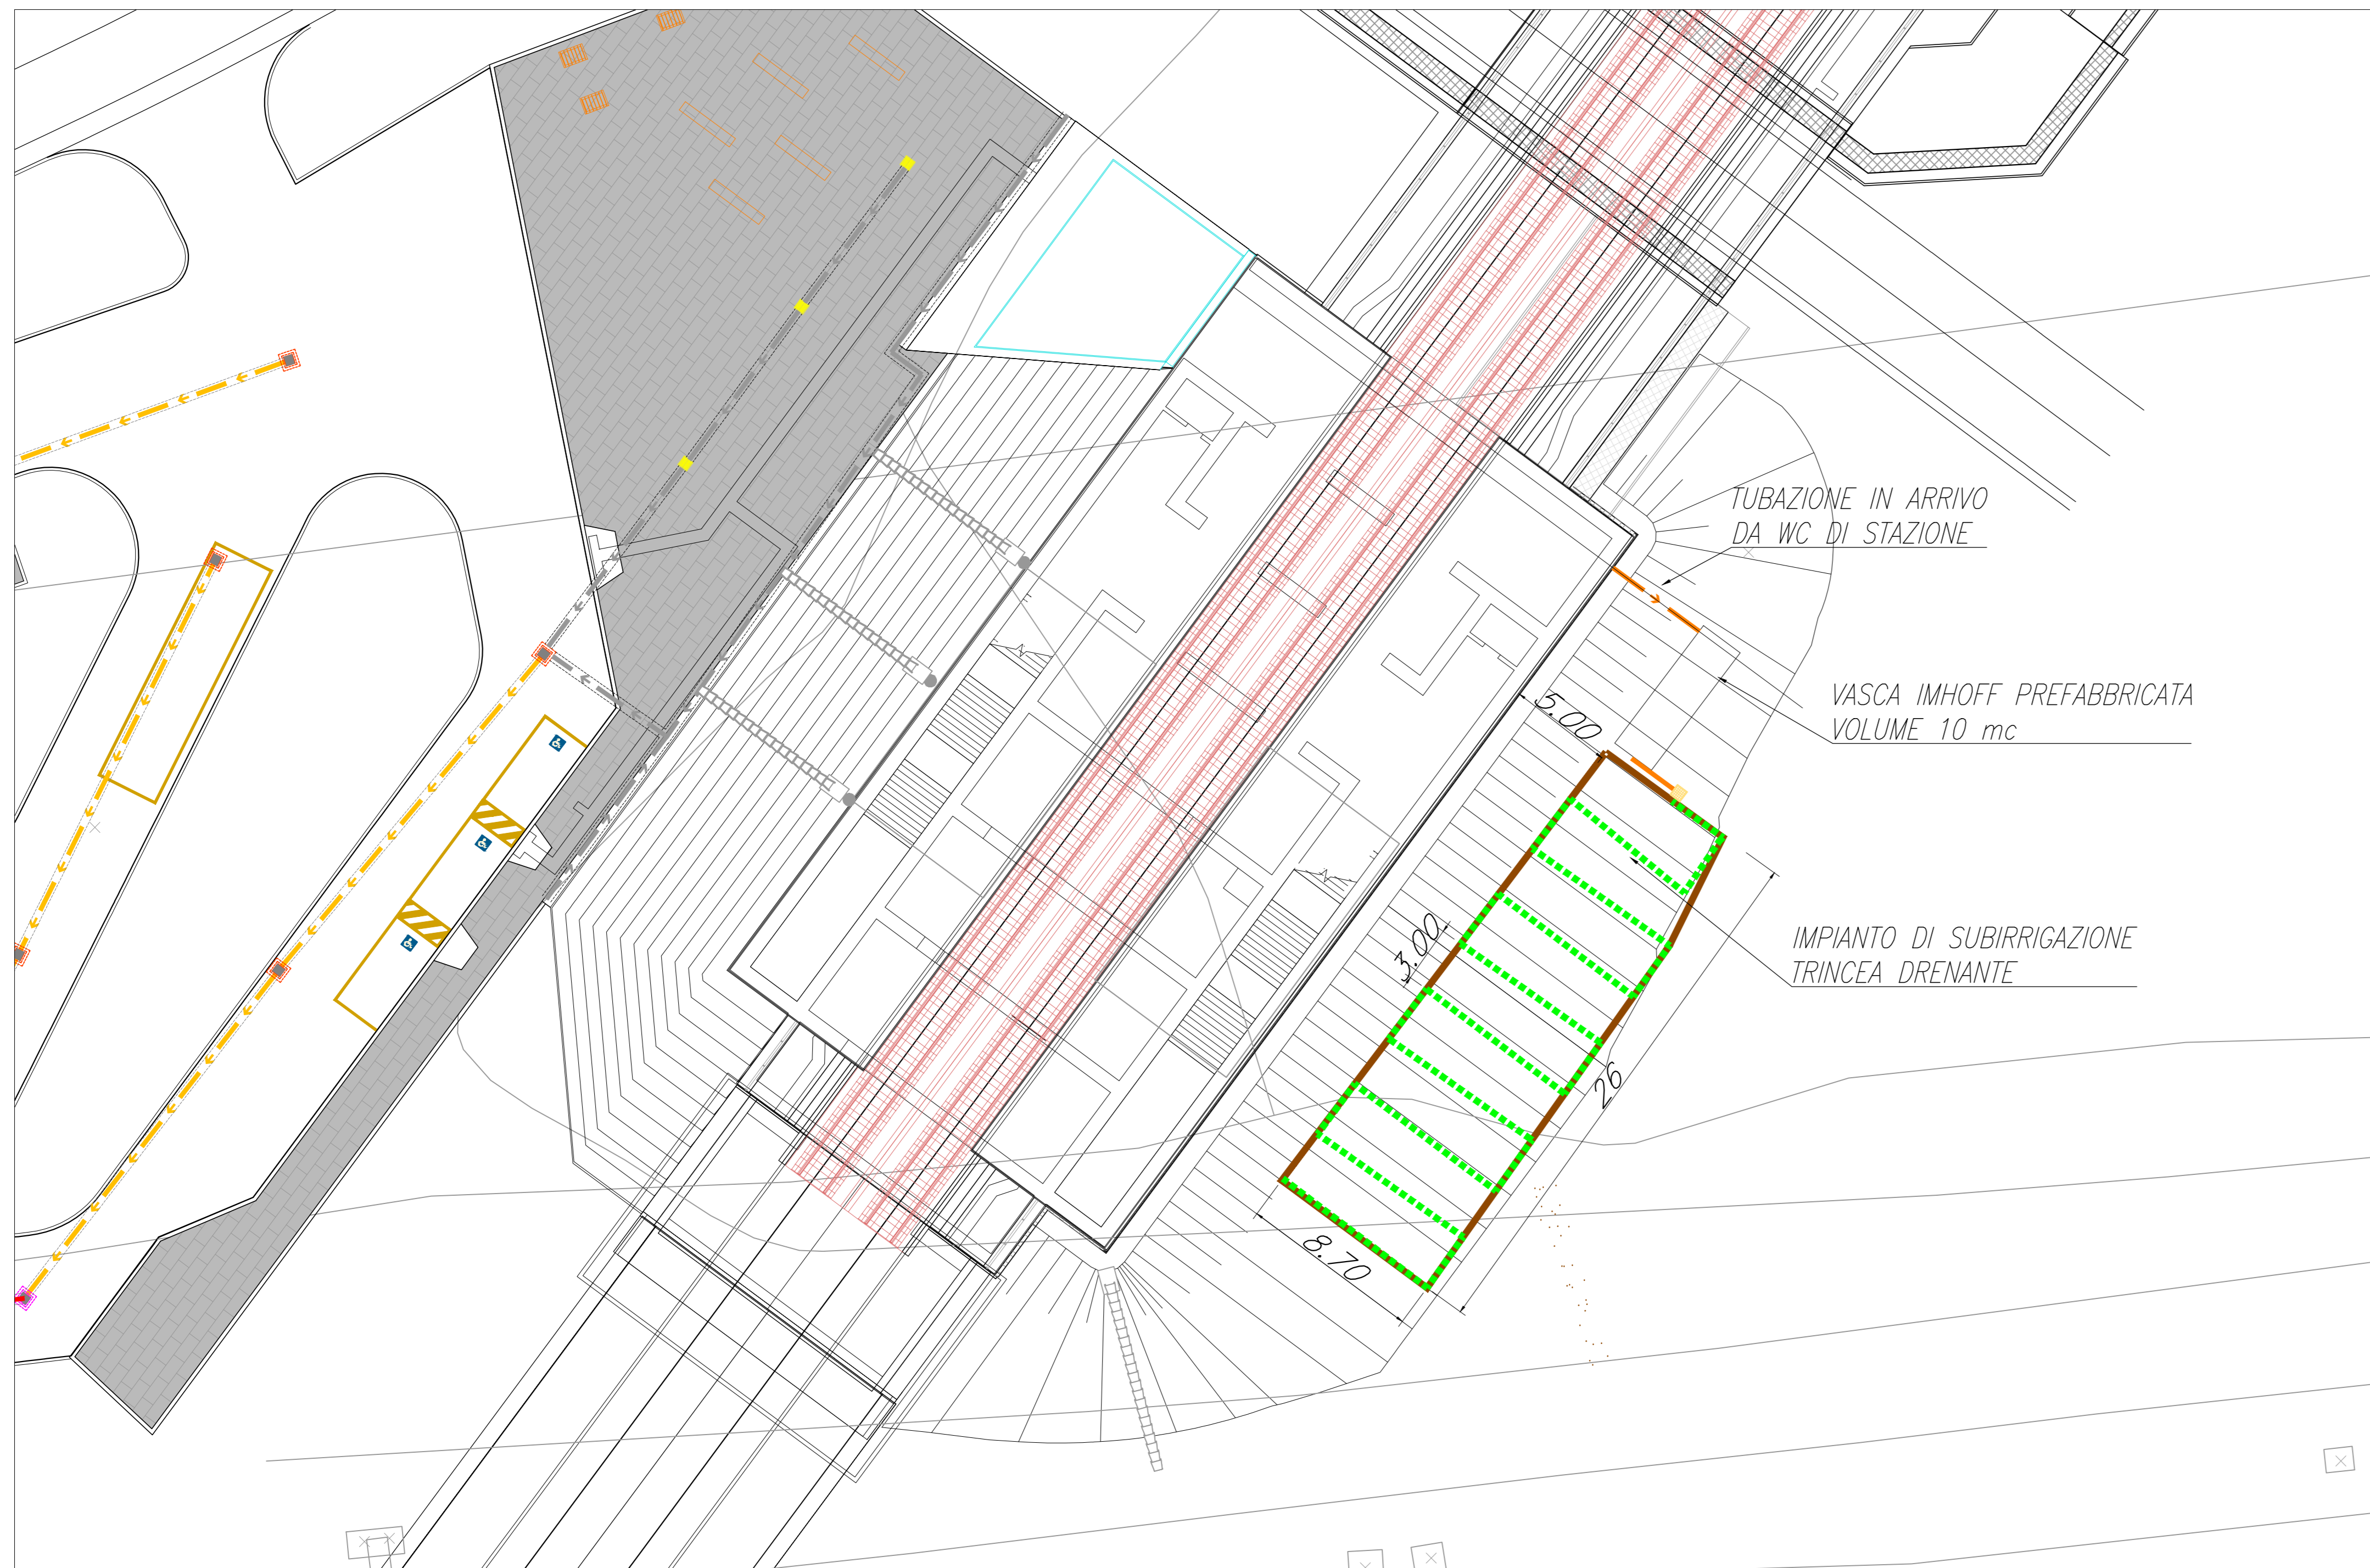 TUBAZIONE IN ARRIVO
DA WC DI STAZIONE
VASCA IMHOFF PREFABBRICATA
VOLUME 10 mc
5.00
IMPIANTO DI SUBIRRIGAZIONE
TRINCEA DRENANTE
3.00
26
8.70